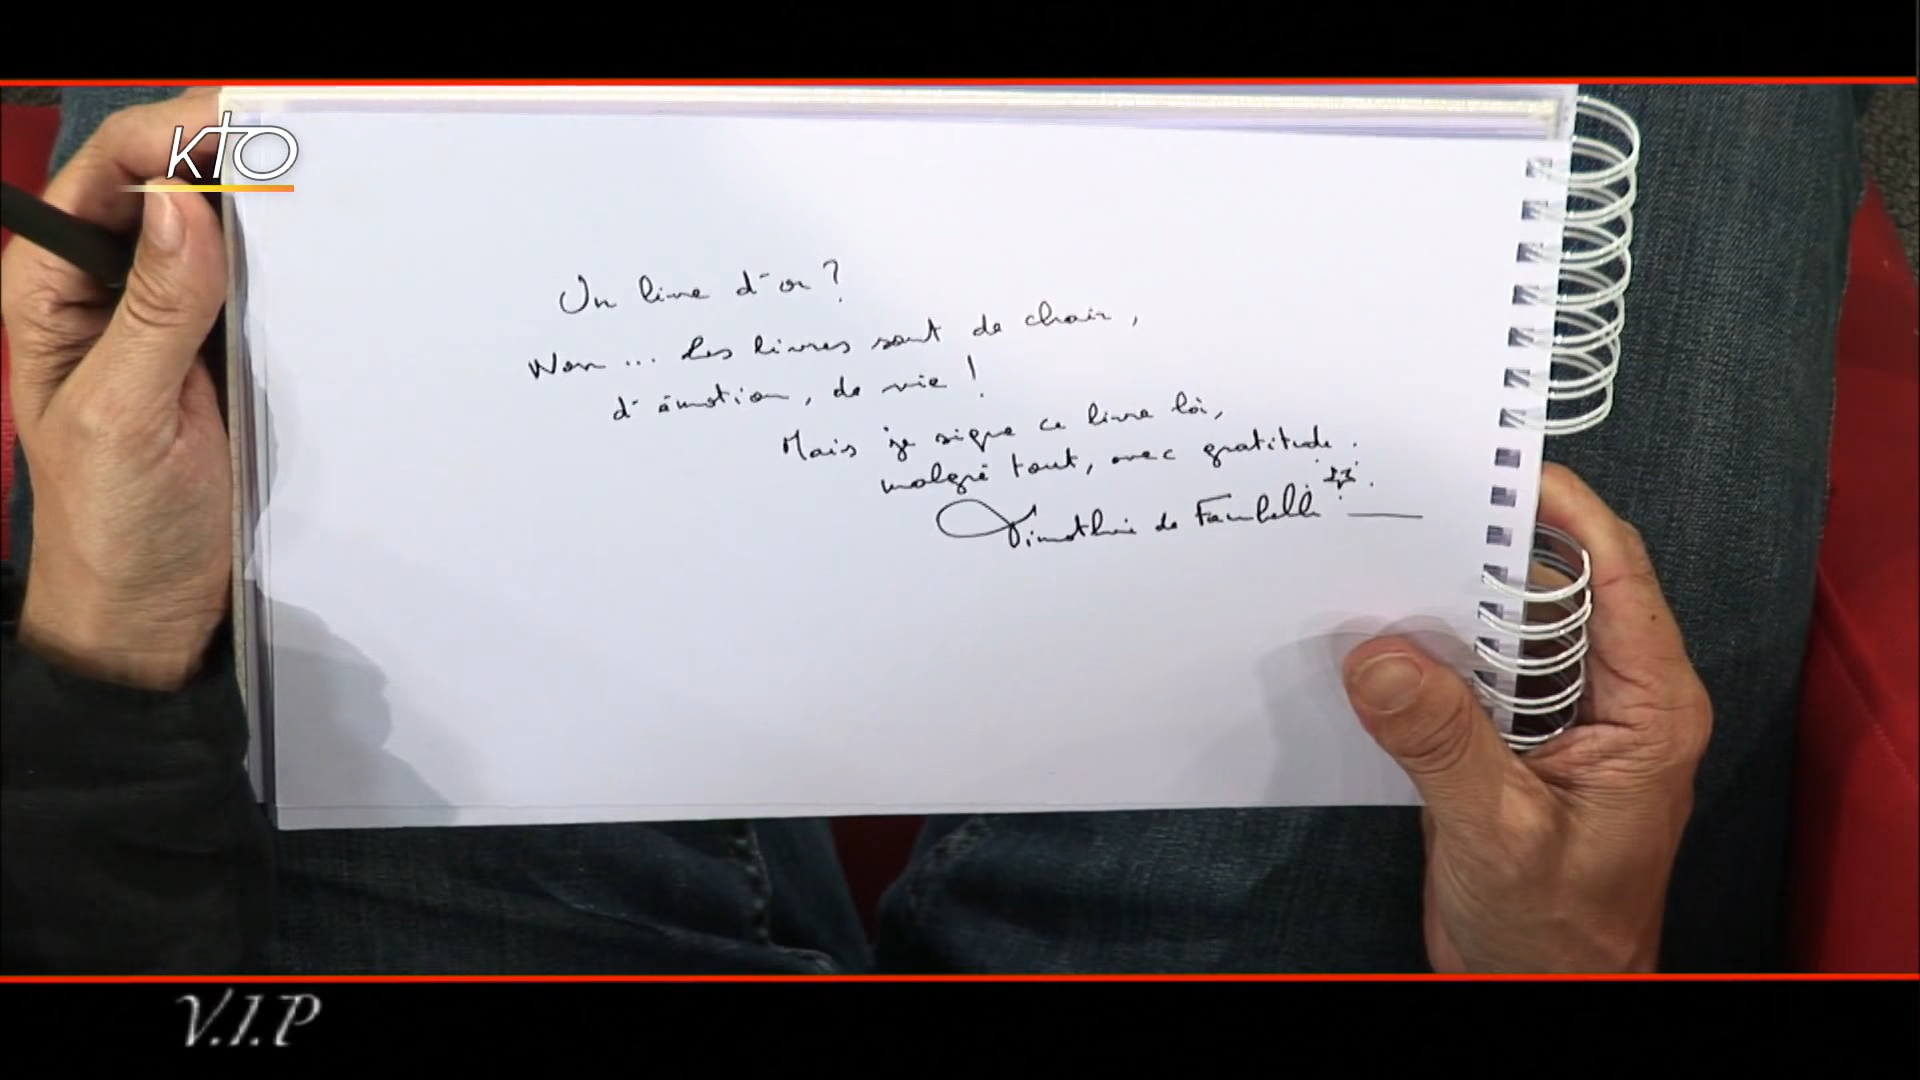 KTO
Un livre d'or ?
Non ... les livres sont de chair,
d'émotion, de vie !
Mais je signe ce livre là,
malgré tout, avec gratitude.
Timothée de Fombelle
V.I.P